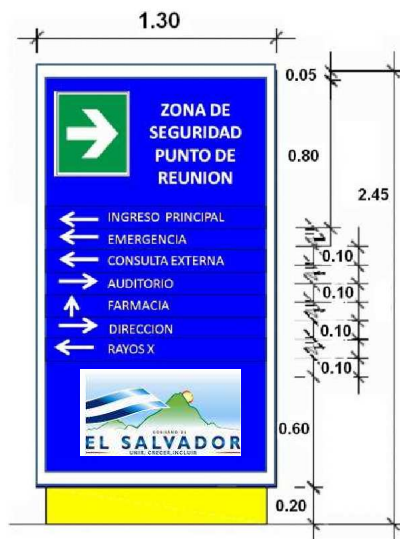 1.30
0.05
ZONA DE
SEGURIDAD
PUNTO DE
REUNION
0.80
2.45
INGRESO PRINCIPAL
EMERGENCIA
CONSULTA EXTERNA
AUDITORIO
FARMACIA
DIRECCION
RAYOS X
0.10
0.10
0.10
0.10
GOBIERNO DE
EL SALVADOR
UNIR, CRECER, INCLUIR
0.60
0.20